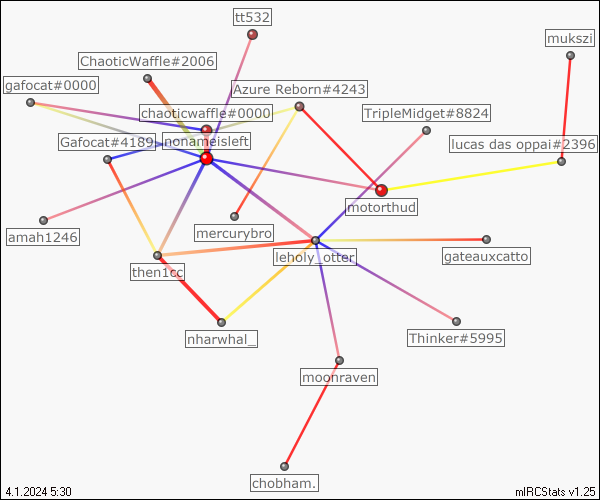 tt532
mukszi
ChaoticWaffle#2006
gafocat#0000
Azure Reborn#4243
chaoticwaffle#0000
TripleMidget#8824
Gafocat#4189
nonameisleft
lucas das oppai#2396
motorthud
amah1246
mercurybro
leholy_otter
gateauxcatto
then1cc
nharwhal_
Thinker#5995
moonraven
chobham.
4.1.2024 5:30
mIRCStats v1.25